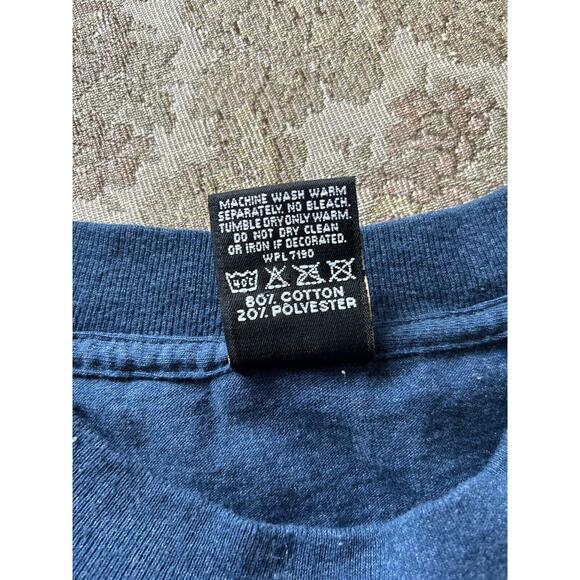 MACHINE WASH WARM
SEPARATELY. NO BLEACH.
TUMBLE DRY ONLY WARM.
DO NOT DRY CLEAN
OR IRON IF DECORATED.
WPL 7190
40°C
80% COTTON
20% POLYESTER